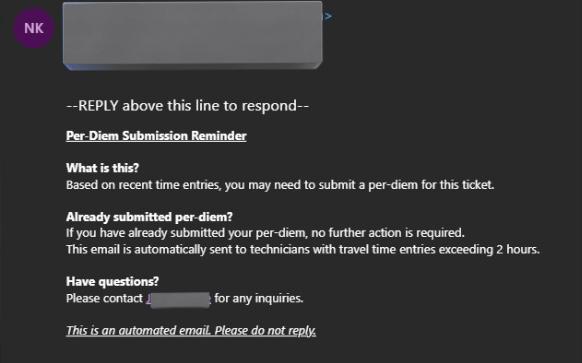 NK
>
--REPLY above this line to respond--
Per-Diem Submission Reminder
What is this?
Based on recent time entries, you may need to submit a per-diem for this ticket.
Already submitted per-diem?
If you have already submitted your per-diem, no further action is required.
This email is automatically sent to technicians with travel time entries exceeding 2 hours.
Have questions?
Please contact for any inquiries.
This is an automated email. Please do not reply.